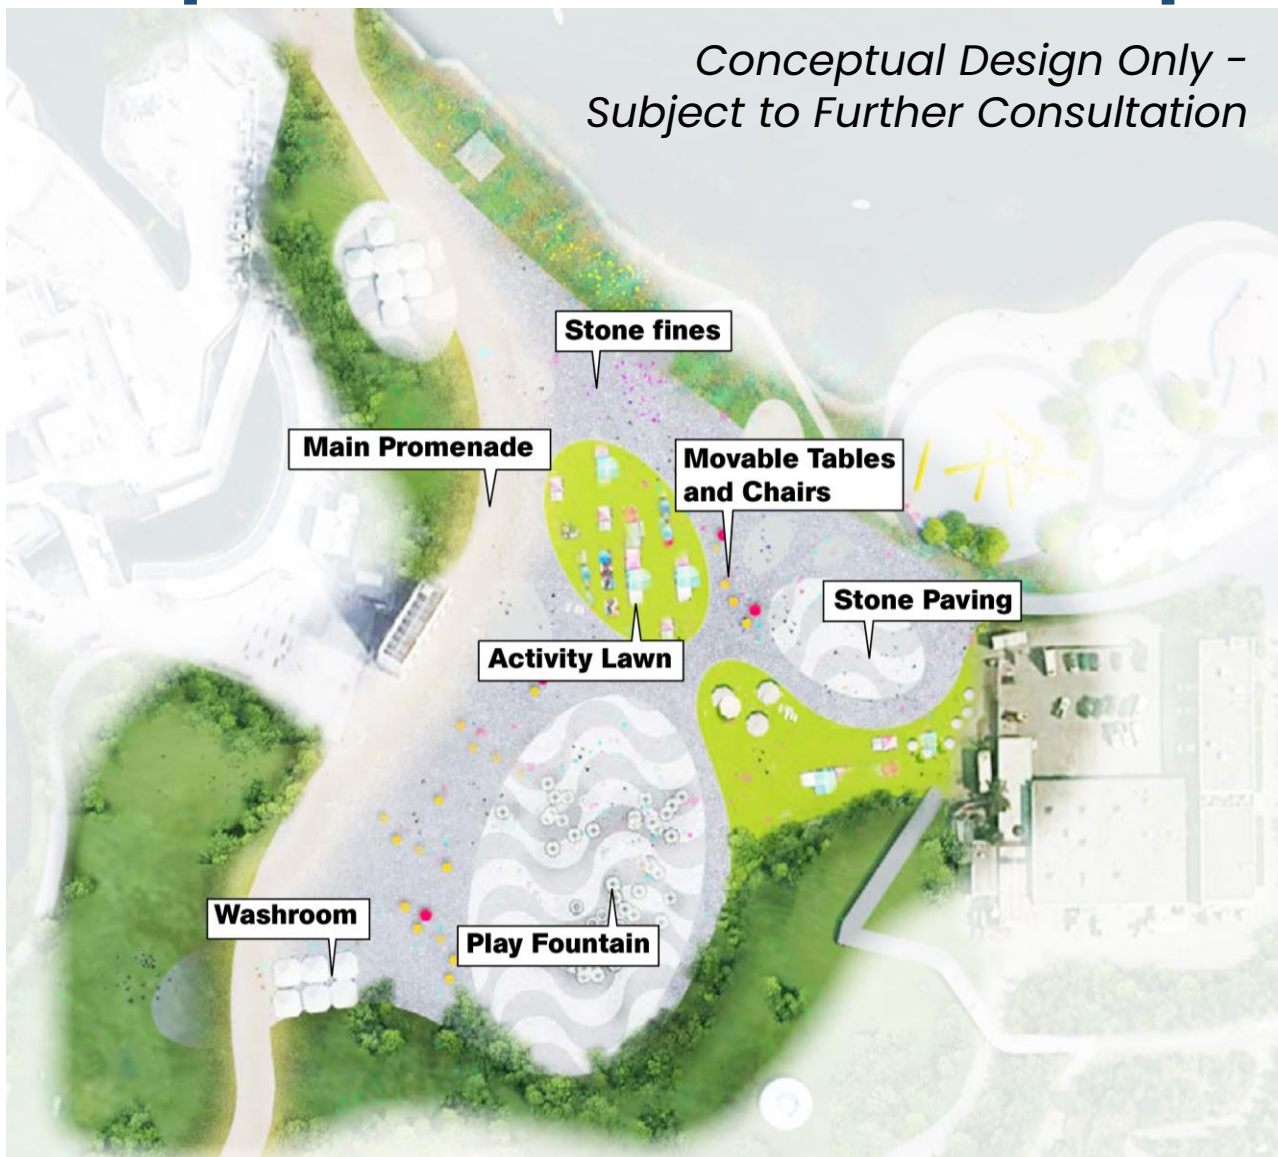 Conceptual Design Only -
Subject to Further Consultation
Stone fines
Main Promenade
Movable Tables
and Chairs
Stone Paving
Activity Lawn
Washroom
Play Fountain